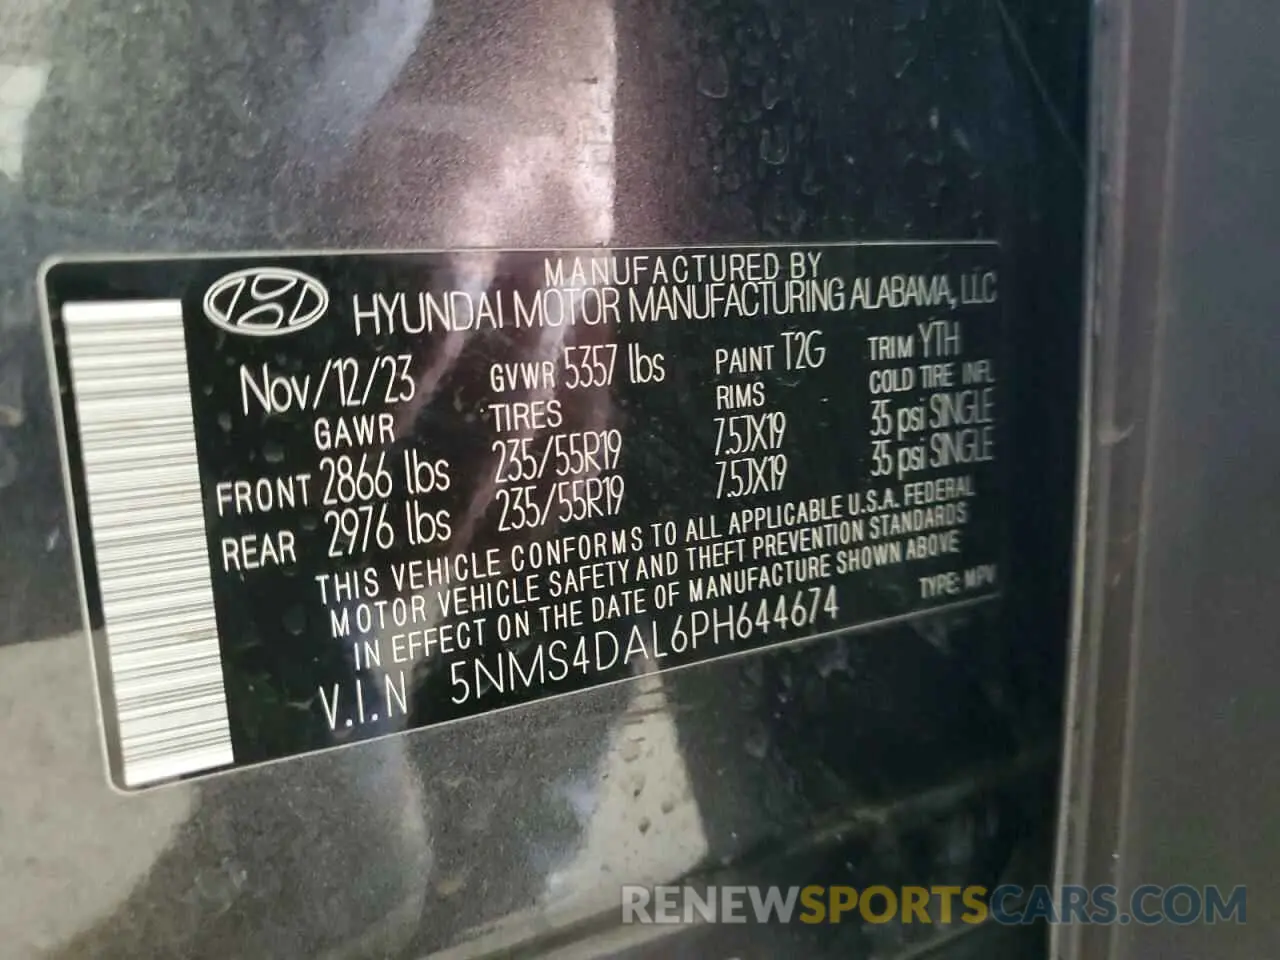 MANUFACTURED BY
HYUNDAI MOTOR MANUFACTURING ALABAMA, LLC
Nov/12/23 GVWR 5357 lbs PAINT T2G TRIM YTH
GAWR TIRES RIMS COLD TIRE INFL
FRONT 2866 lbs 235/55R19 7.5JX19 35 psi SINGLE
REAR 2976 lbs 235/55R19 7.5JX19 35 psi SINGLE
THIS VEHICLE CONFORMS TO ALL APPLICABLE U.S.A. FEDERAL
MOTOR VEHICLE SAFETY AND THEFT PREVENTION STANDARDS
IN EFFECT ON THE DATE OF MANUFACTURE SHOWN ABOVE
V.I.N 5NMS4DAL6PH644674 TYPE: MPV
RENEWSPORTSCARS.COM